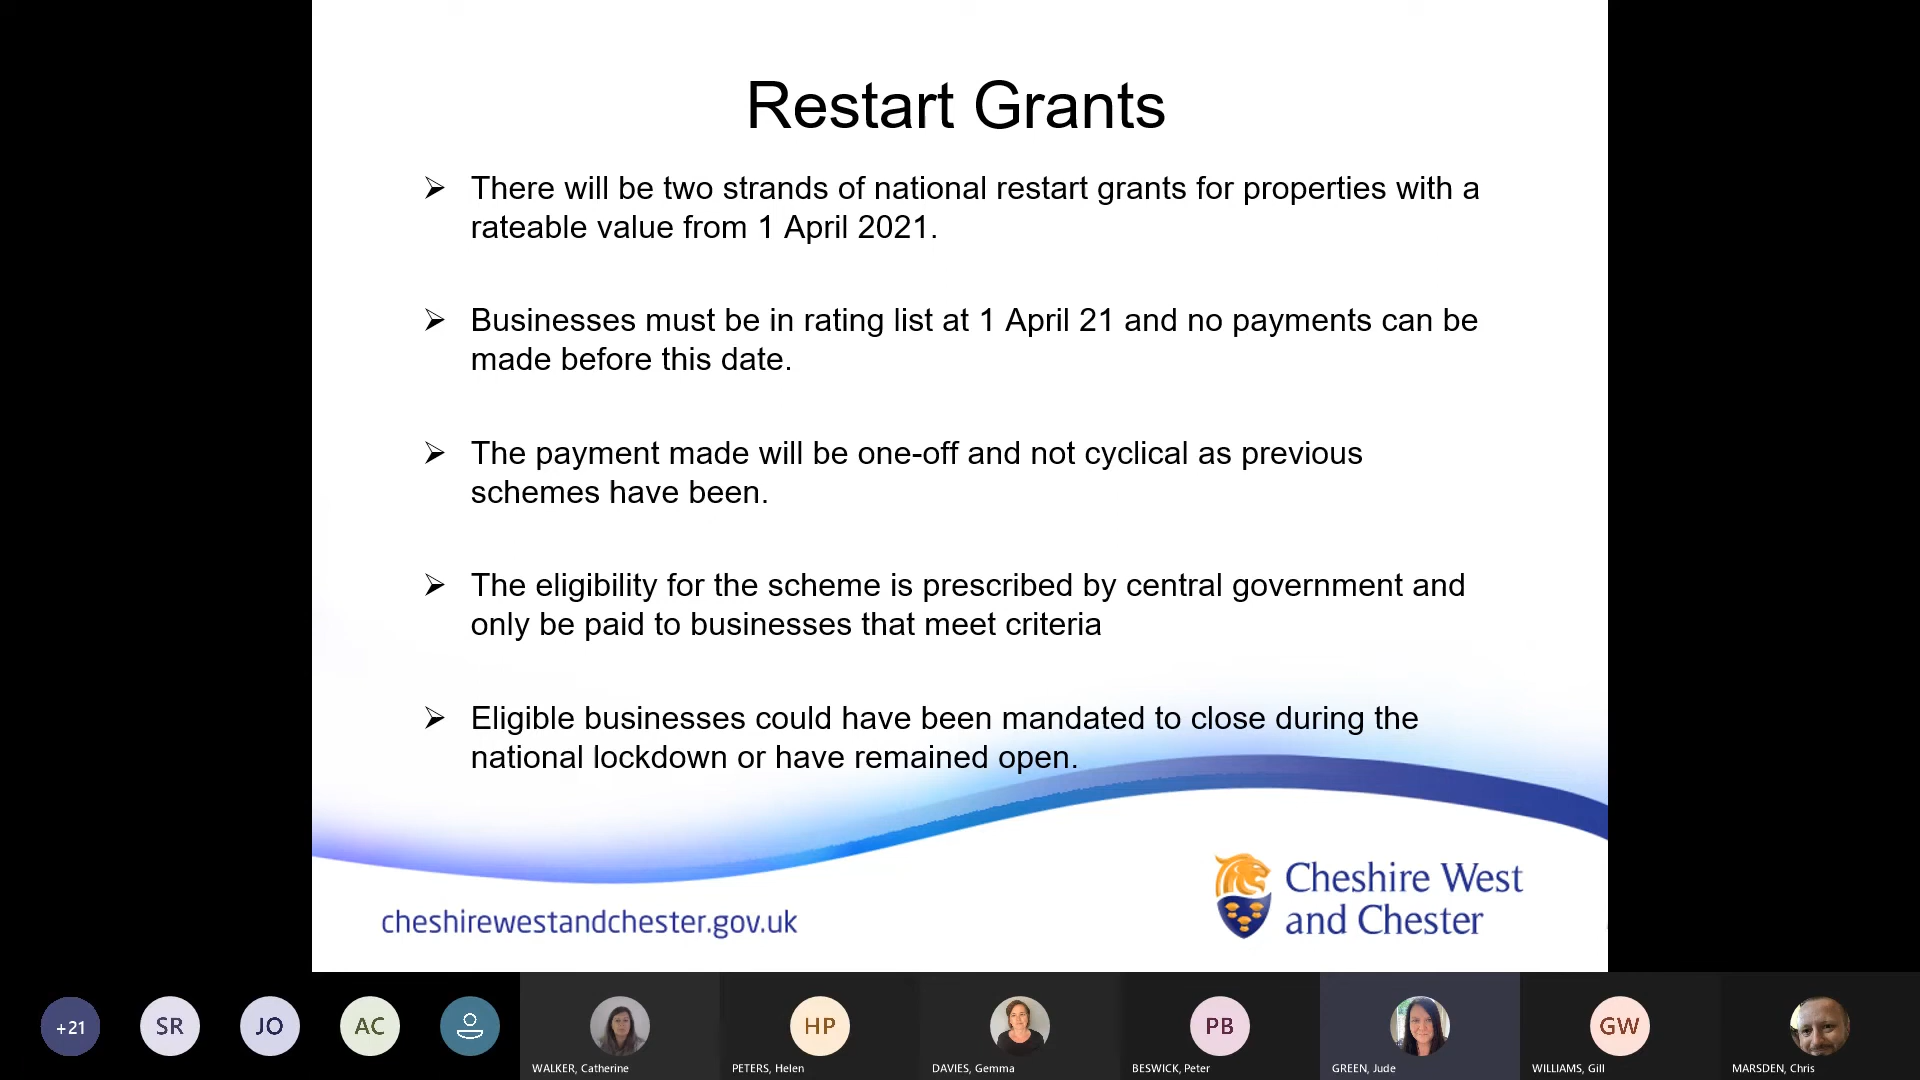 Restart Grants
➢ There will be two strands of national restart grants for properties with a
rateable value from 1 April 2021.
➢ Businesses must be in rating list at 1 April 21 and no payments can be
made before this date.
➢ The payment made will be one-off and not cyclical as previous
schemes have been.
➢ The eligibility for the scheme is prescribed by central government and
only be paid to businesses that meet criteria
➢ Eligible businesses could have been mandated to close during the
national lockdown or have remained open.
cheshirewestandchester.gov.uk
Cheshire West
and Chester
+21
SR
JO
AC
WALKER, Catherine
HP
PETERS, Helen
DAVIES, Gemma
PB
BESWICK, Peter
GREEN, Jude
GW
WILLIAMS, Gill
MARSDEN, Chris